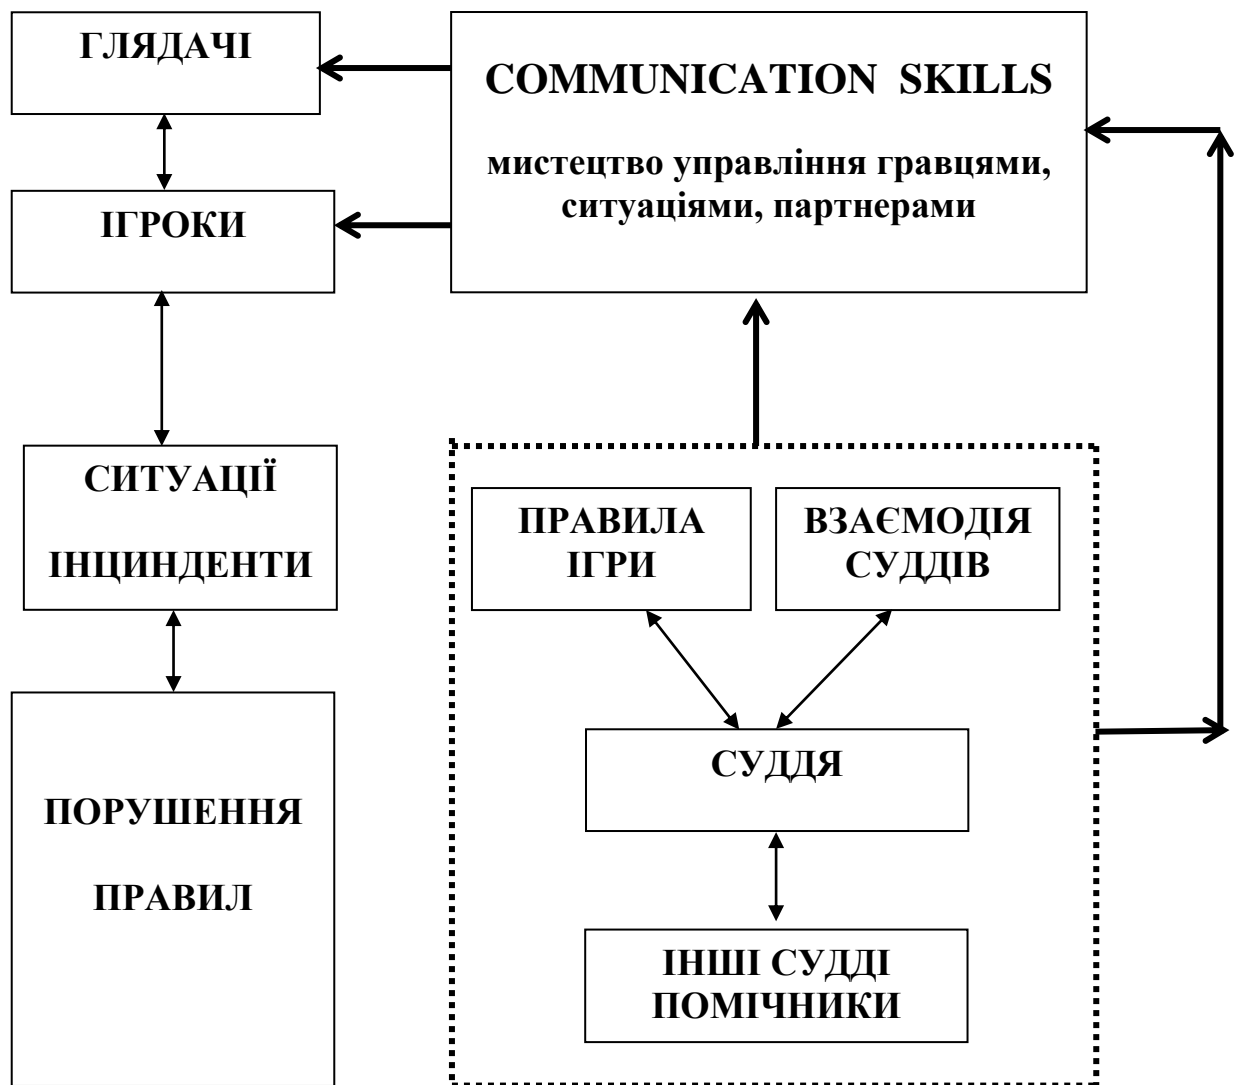 ГЛЯДАЧІ
COMMUNICATION SKILLS
мистецтво управління гравцями,
ситуаціями, партнерами
ІГРОКИ
СИТУАЦІЇ
ІНЦИНДЕНТИ
ПРАВИЛА
ІГРИ
ВЗАЄМОДІЯ
СУДДІВ
СУДДЯ
ПОРУШЕННЯ
ПРАВИЛ
ІНШІ СУДДІ
ПОМІЧНИКИ